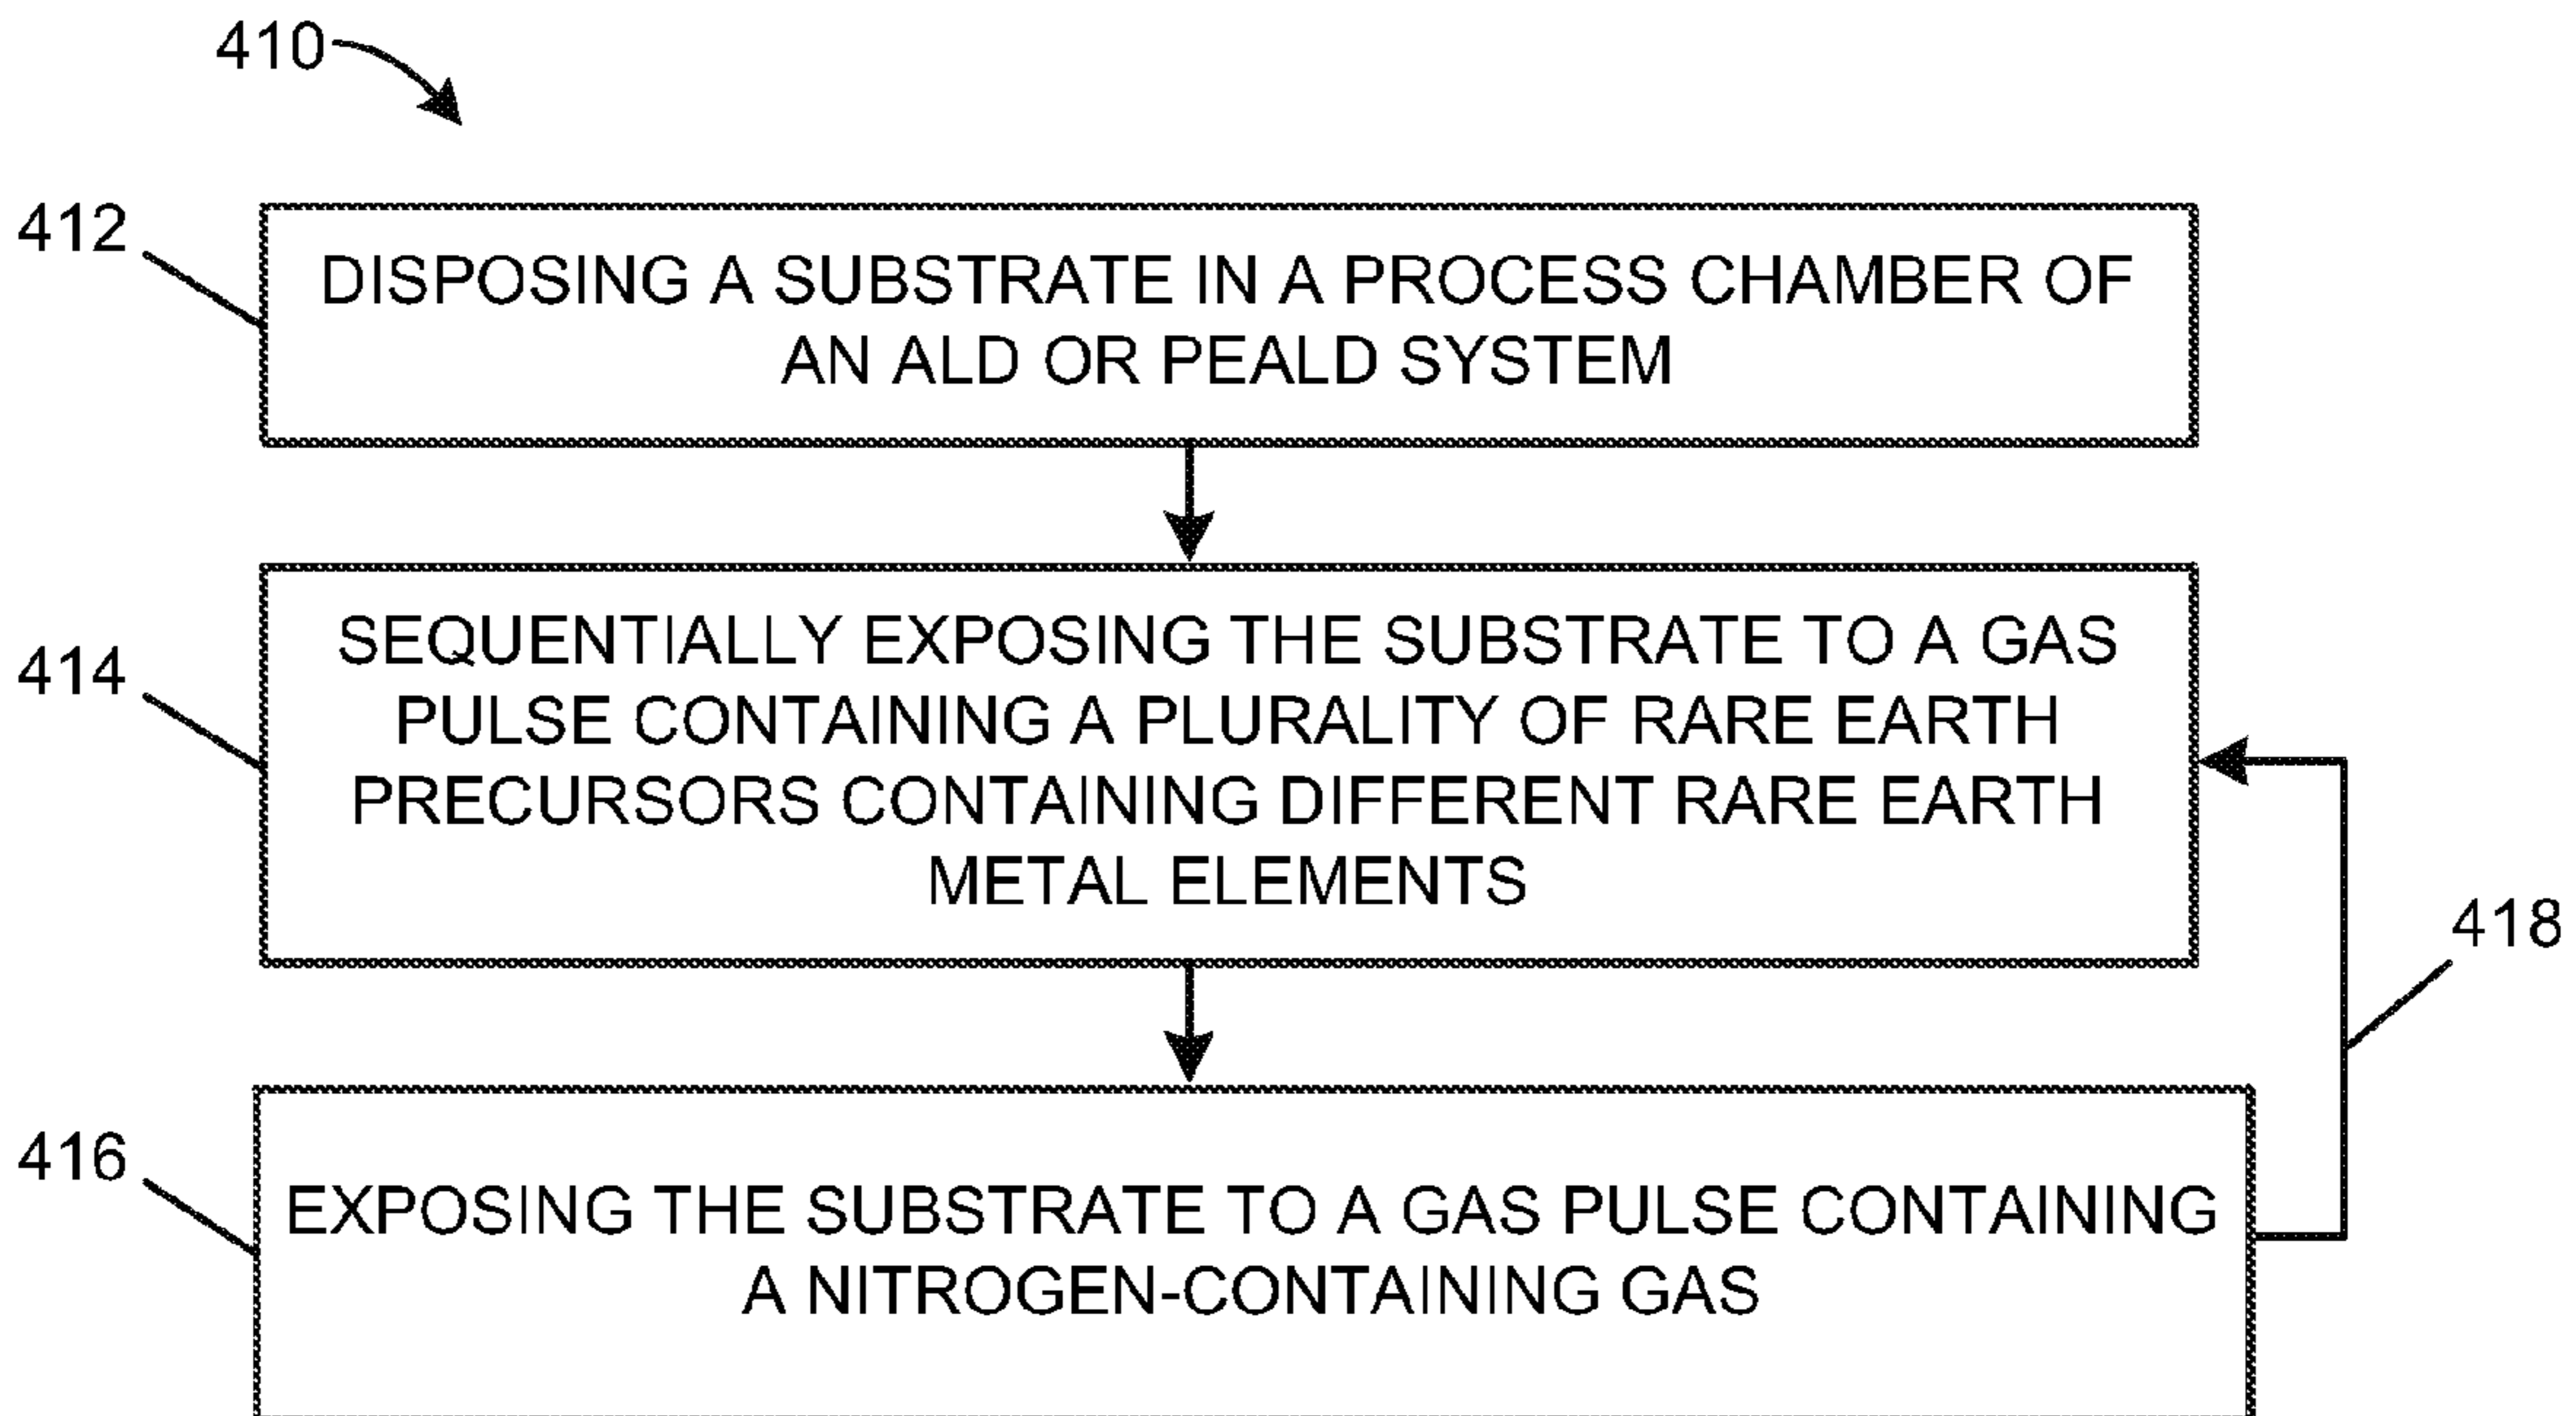 410
412
DISPOSING A SUBSTRATE IN A PROCESS CHAMBER OF
AN ALD OR PEALD SYSTEM
414
SEQUENTIALLY EXPOSING THE SUBSTRATE TO A GAS
PULSE CONTAINING A PLURALITY OF RARE EARTH
PRECURSORS CONTAINING DIFFERENT RARE EARTH
METAL ELEMENTS
418
416
EXPOSING THE SUBSTRATE TO A GAS PULSE CONTAINING
A NITROGEN-CONTAINING GAS